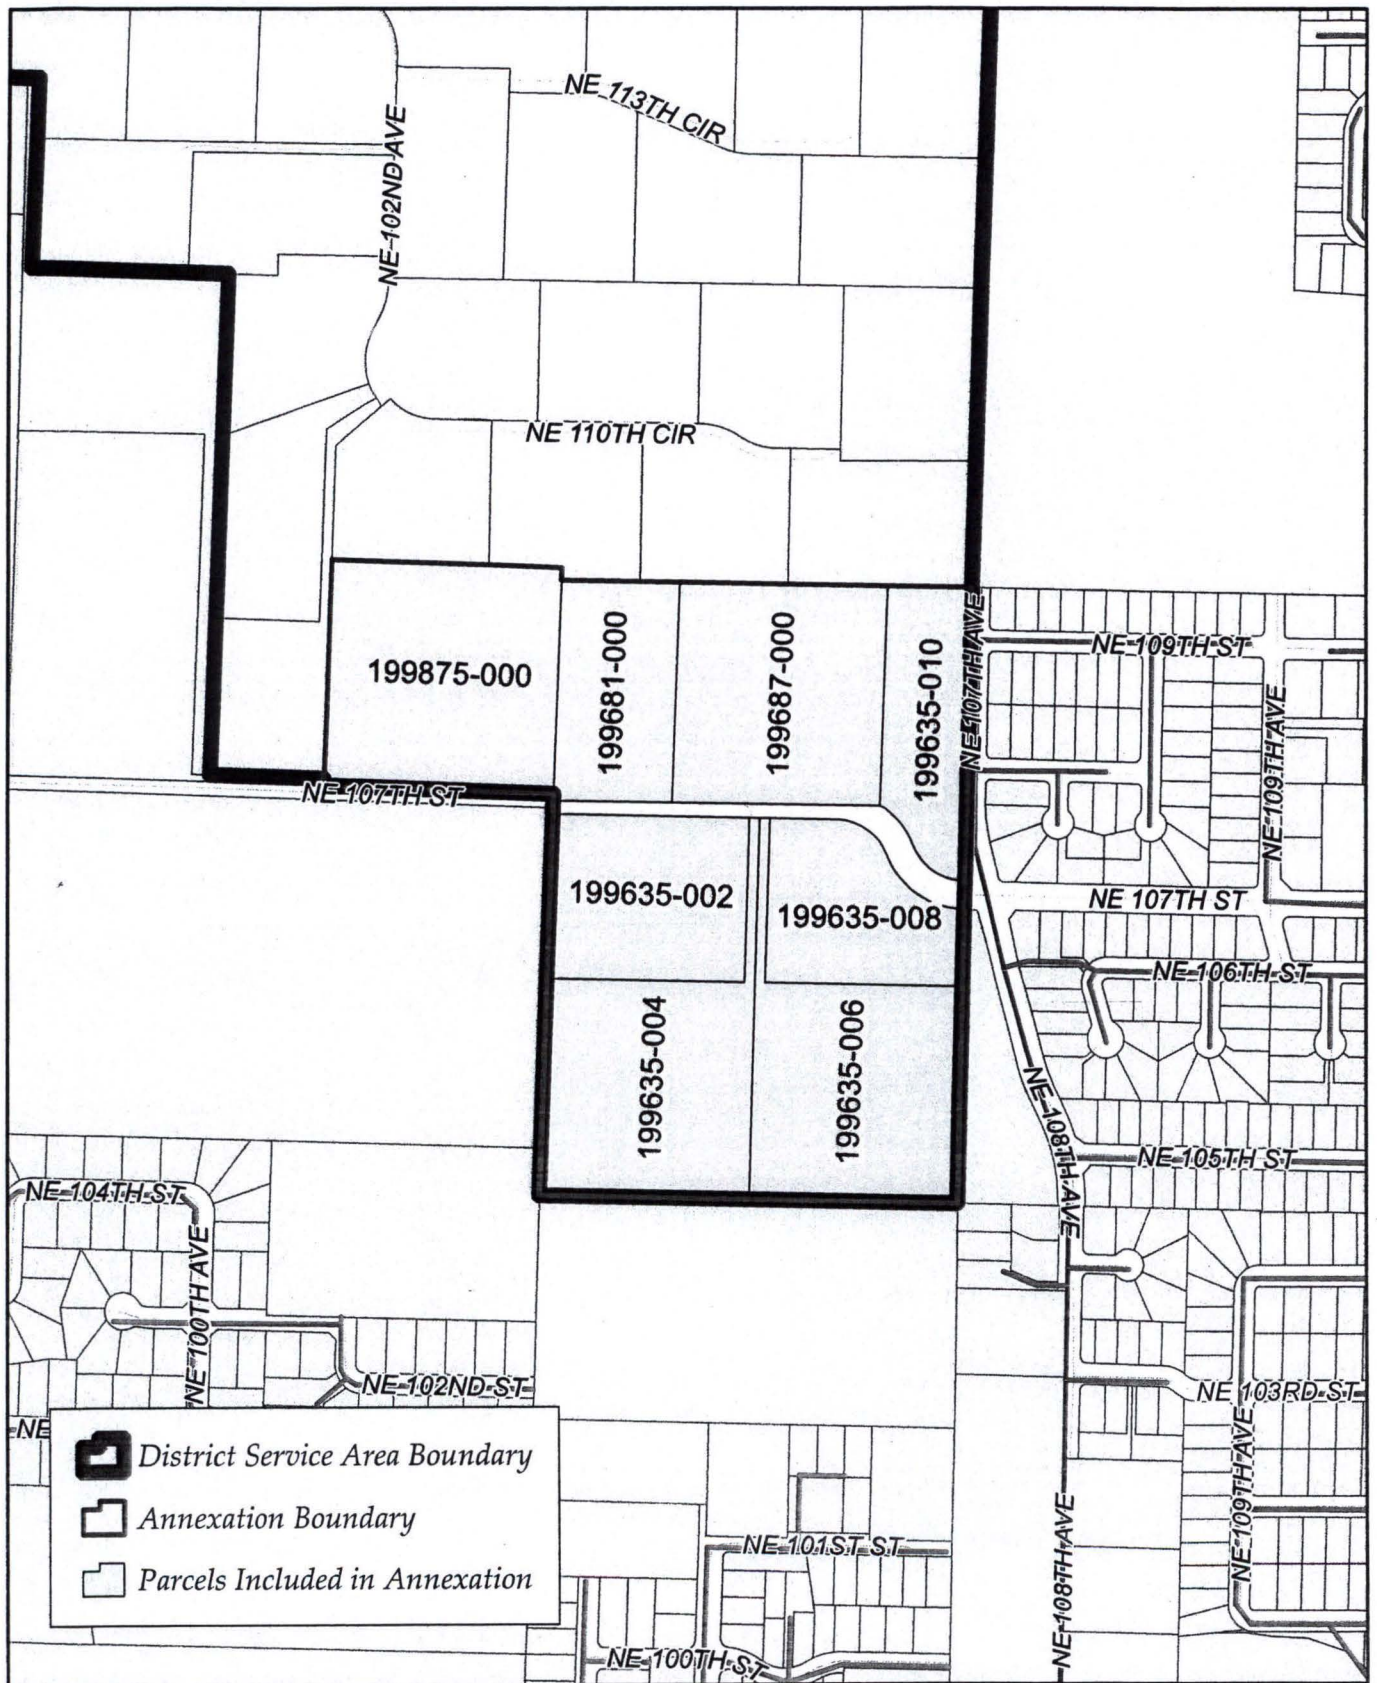 NE 113TH CIR
NE 102ND AVE
NE 110TH CIR
199875-000
199681-000
199687-000
199635-010
NE 107TH AVE
NE 109TH ST
NE 109TH AVE
NE 107TH ST
199635-002
199635-008
NE 107TH ST
NE 106TH ST
199635-004
199635-006
NE 108TH AVE
NE 105TH ST
NE 104TH ST
NE 100TH AVE
NE 102ND ST
NE 103RD ST
NE 109TH AVE
NE
District Service Area Boundary
Annexation Boundary
Parcels Included in Annexation
NE 101ST ST
NE 108TH AVE
NE 100TH ST